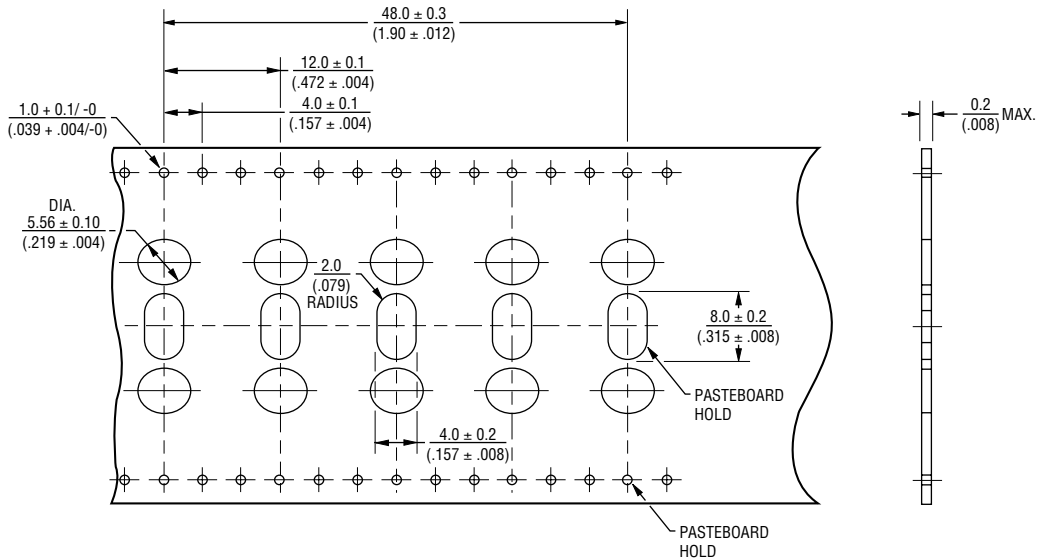 48.0 ± 0.3
(1.90 ± .012)
12.0 ± 0.1
(.472 ± .004)
1.0 + 0.1/ -0
(.039 + .004/-0)
4.0 ± 0.1
(.157 ± .004)
0.2
(.008)
MAX.
DIA.
5.56 ± 0.10
(.219 ± .004)
2.0
(.079)
RADIUS
8.0 ± 0.2
(.315 ± .008)
PASTEBOARD
HOLD
4.0 ± 0.2
(.157 ± .008)
PASTEBOARD
HOLD